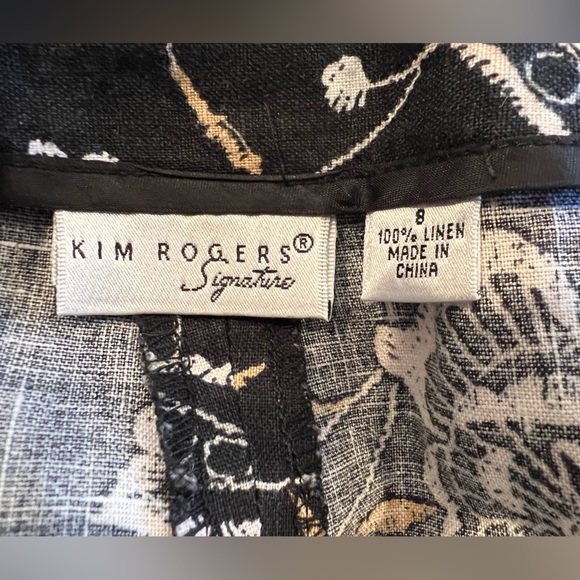 KIM ROGERS®
Signature
8
100% LINEN
MADE IN
CHINA